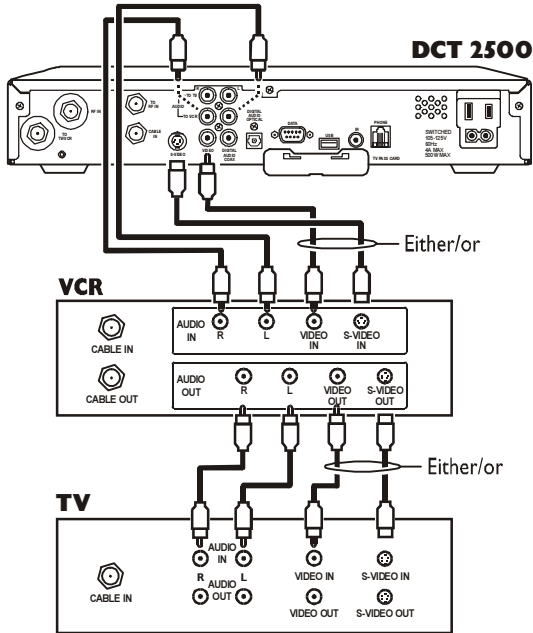 DCT 2500
TO TV
AUDIO
TO VCR
RF IN
TO
TV/VCR
TO
RF IN
CABLE
IN
S-VIDEO
VIDEO
DIGITAL
AUDIO
COAX
DIGITAL
AUDIO
OPTICAL
DATA
USB
IR
PHONE
TV PASS CARD
SWITCHED
105-125V
60Hz
4A MAX
500W MAX
Either/or
VCR
CABLE IN
AUDIO
IN
R
L
VIDEO
IN
S-VIDEO
IN
CABLE OUT
AUDIO
OUT
R
L
VIDEO
OUT
S-VIDEO
OUT
Either/or
TV
CABLE IN
AUDIO
IN
R
L
AUDIO
OUT
VIDEO IN
S-VIDEO IN
VIDEO OUT
S-VIDEO OUT